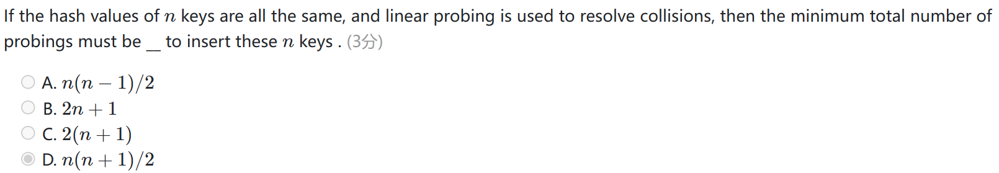 If the hash values of n keys are all the same, and linear probing is used to resolve collisions, then the minimum total number of
probings must be __ to insert these n keys . (3分)
A. n(n − 1)/2
B. 2n + 1
C. 2(n + 1)
D. n(n + 1)/2